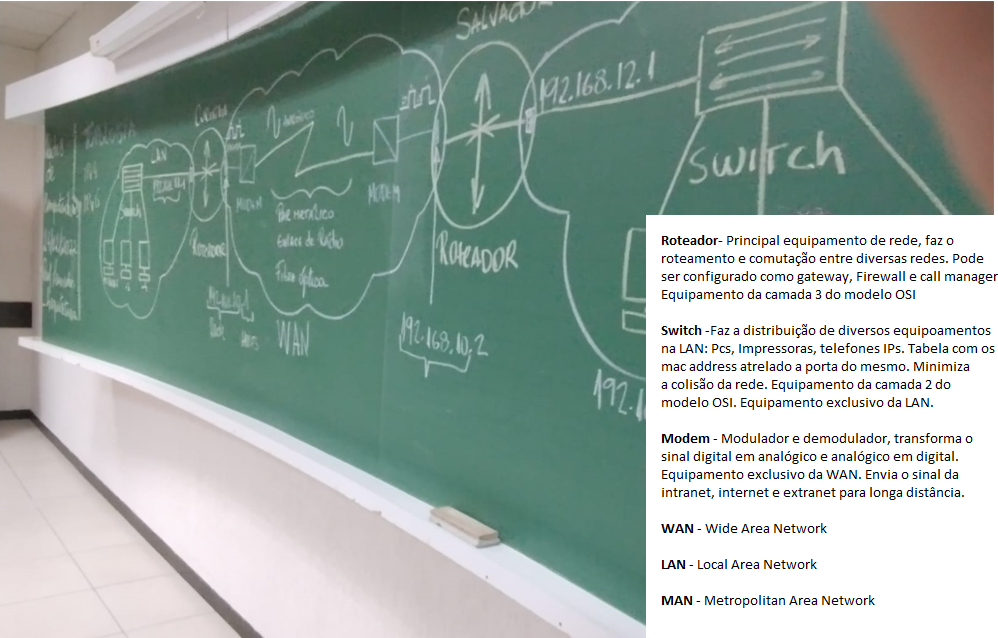 SALVADOR
192.168.12.1
LAN
Switch
switch
MODEM
MODEM
ROTEADOR
ROTEADOR
Par metálico
Enlace de Rádio
Fibra óptica
WAN
192.168.10.2
192.1
Roteador- Principal equipamento de rede, faz o
roteamento e comutação entre diversas redes. Pode
ser configurado como gateway, Firewall e call manager
Equipamento da camada 3 do modelo OSI
Switch -Faz a distribuição de diversos equipoamentos
na LAN: Pcs, Impressoras, telefones IPs. Tabela com os
mac address atrelado a porta do mesmo. Minimiza
a colisão da rede. Equipamento da camada 2 do
modelo OSI. Equipamento exclusivo da LAN.
Modem - Modulador e demodulador, transforma o
sinal digital em analógico e analógico em digital.
Equipamento exclusivo da WAN. Envia o sinal da
intranet, internet e extranet para longa distância.
WAN - Wide Area Network
LAN - Local Area Network
MAN - Metropolitan Area Network